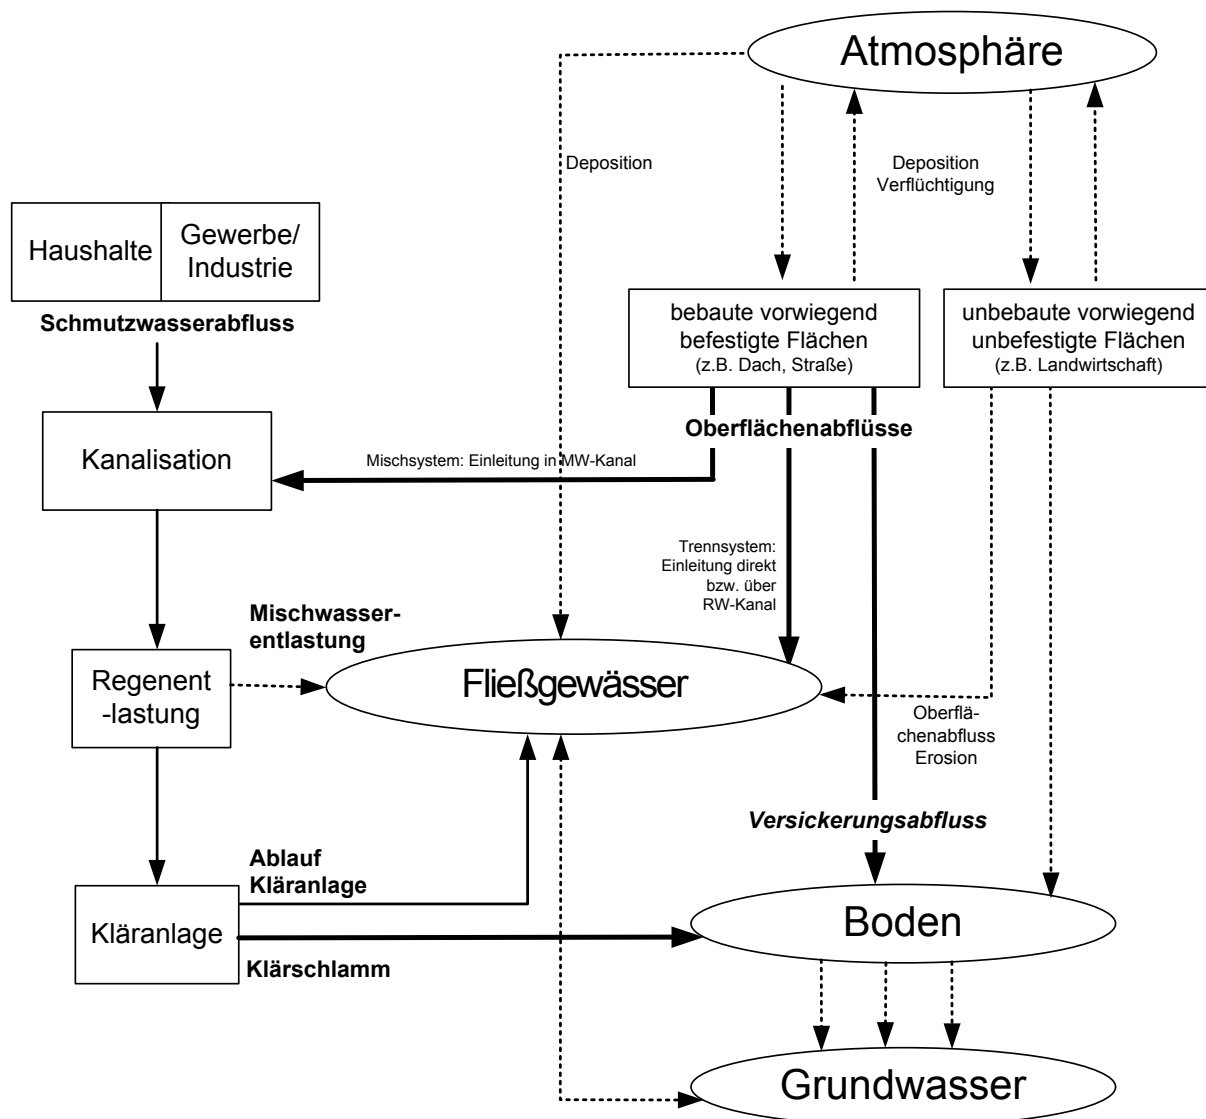 Atmosphäre
Deposition
Deposition
Verflüchtigung
Haushalte
Gewerbe/
Industrie
Schmutzwasserabfluss
bebaute vorwiegend
befestigte Flächen
(z.B. Dach, Straße)
unbebaute vorwiegend
unbefestigte Flächen
(z.B. Landwirtschaft)
Oberflächenabflüsse
Kanalisation
Mischsystem: Einleitung in MW-Kanal
Trennsystem:
Einleitung direkt
bzw. über
RW-Kanal
Mischwasser-
entlastung
Regenent
-lastung
Fließgewässer
Oberflä-
chenabfluss
Erosion
Versickerungsabfluss
Ablauf
Kläranlage
Kläranlage
Klärschlamm
Boden
Grundwasser